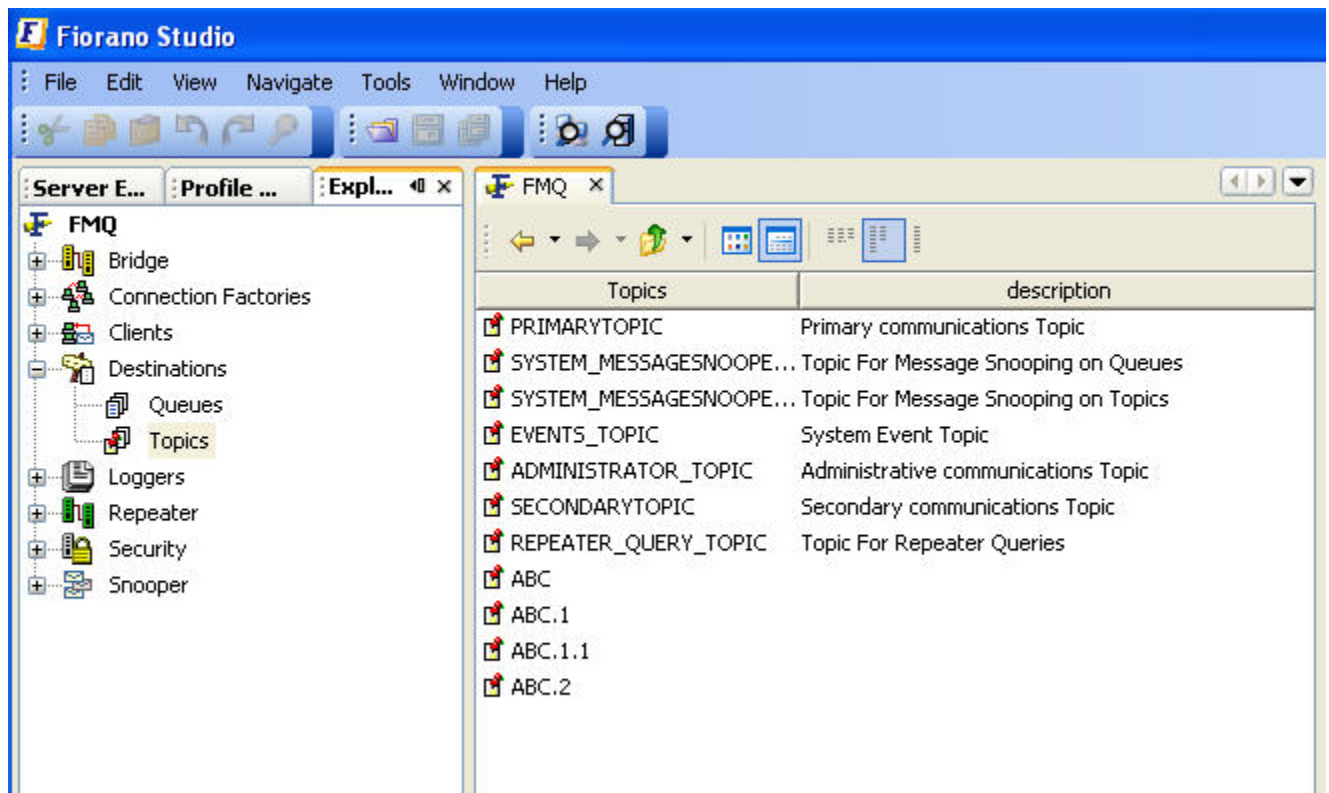 Fiorano Studio
File Edit View Navigate Tools Window Help
Server E... Profile ... Expl... FMQ
FMQ
Bridge
Connection Factories
Clients
Destinations
Queues
Topics
Loggers
Repeater
Security
Snooper
Topics description
PRIMARYTOPIC Primary communications Topic
SYSTEM_MESSAGESNOOPE... Topic For Message Snooping on Queues
SYSTEM_MESSAGESNOOPE... Topic For Message Snooping on Topics
EVENTS_TOPIC System Event Topic
ADMINISTRATOR_TOPIC Administrative communications Topic
SECONDARYTOPIC Secondary communications Topic
REPEATER_QUERY_TOPIC Topic For Repeater Queries
ABC
ABC.1
ABC.1.1
ABC.2